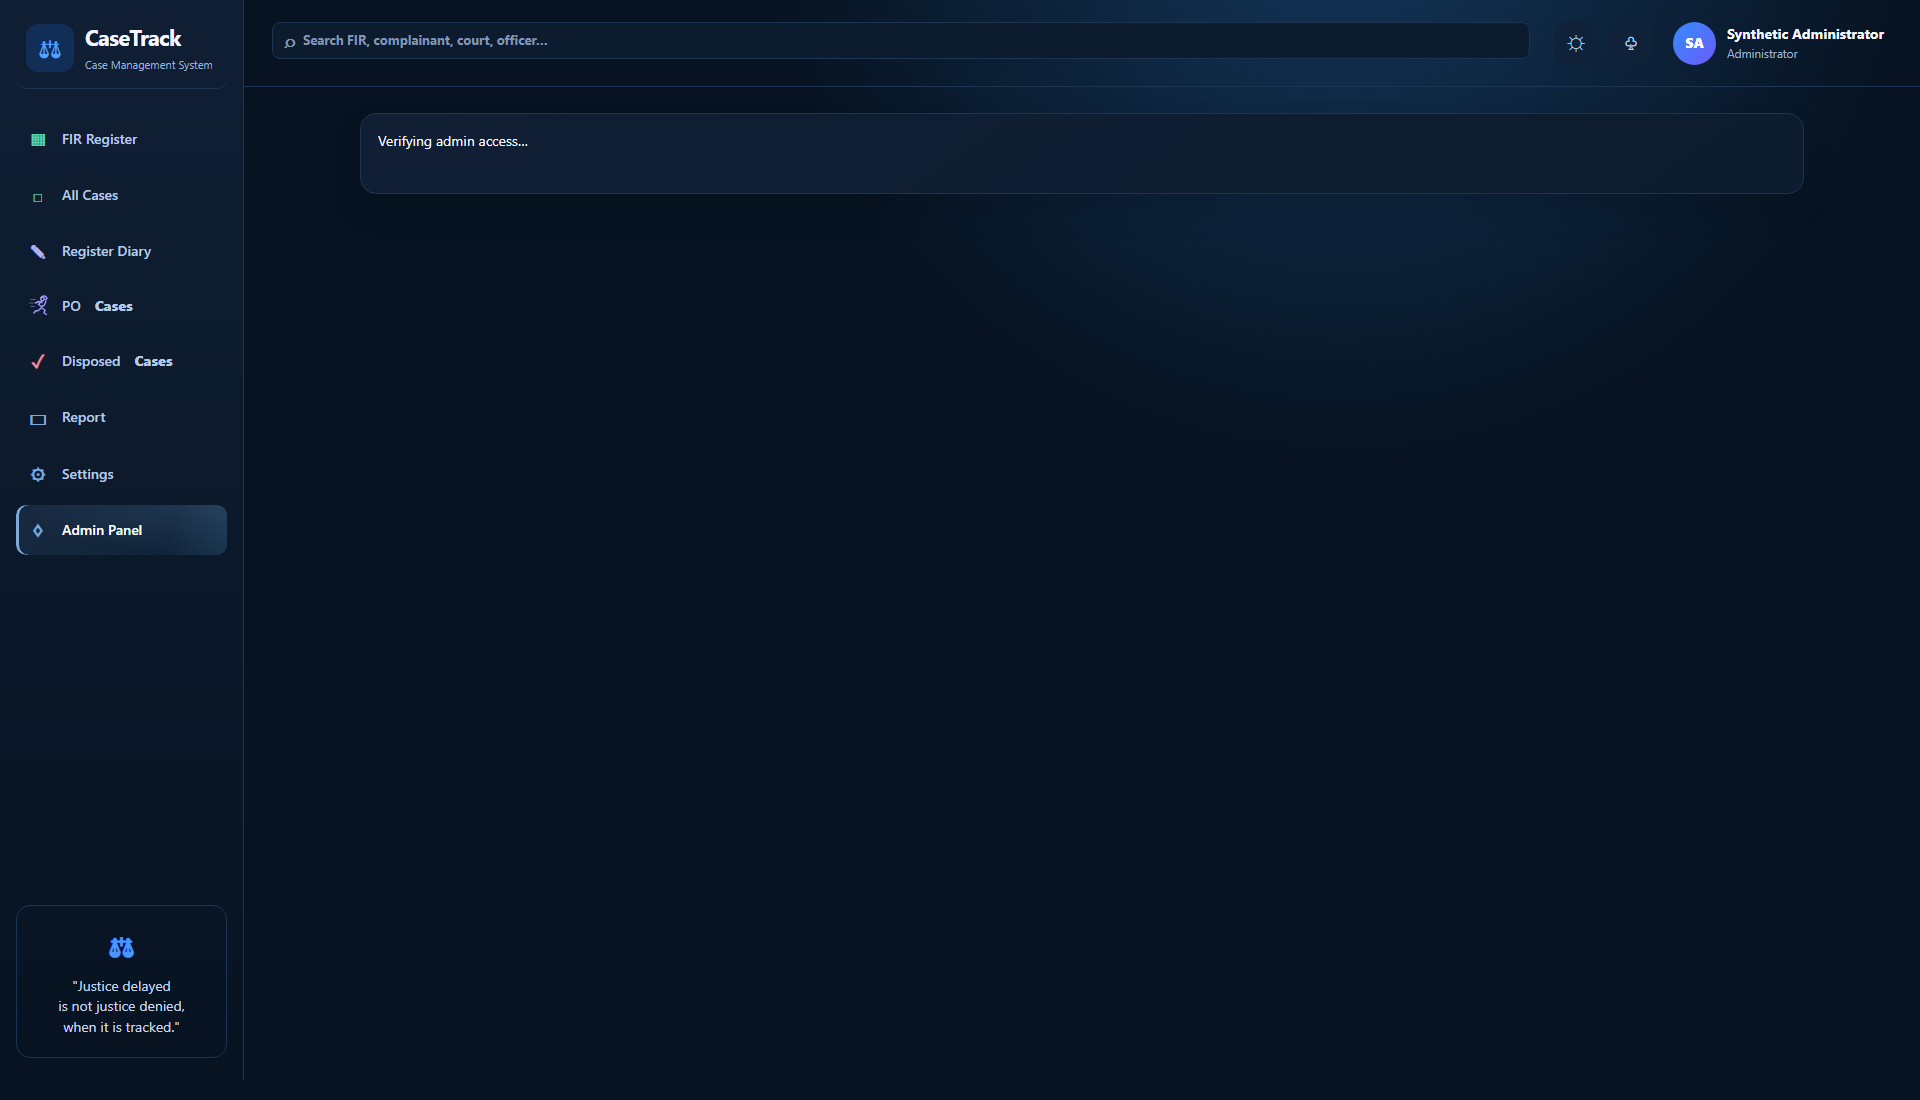 CaseTrack
Case Management System
Search FIR, complainant, court, officer...
SA
Synthetic Administrator
Administrator
FIR Register
All Cases
Register Diary
PO Cases
Disposed Cases
Report
Settings
Admin Panel
Verifying admin access...
"Justice delayed
is not justice denied,
when it is tracked."